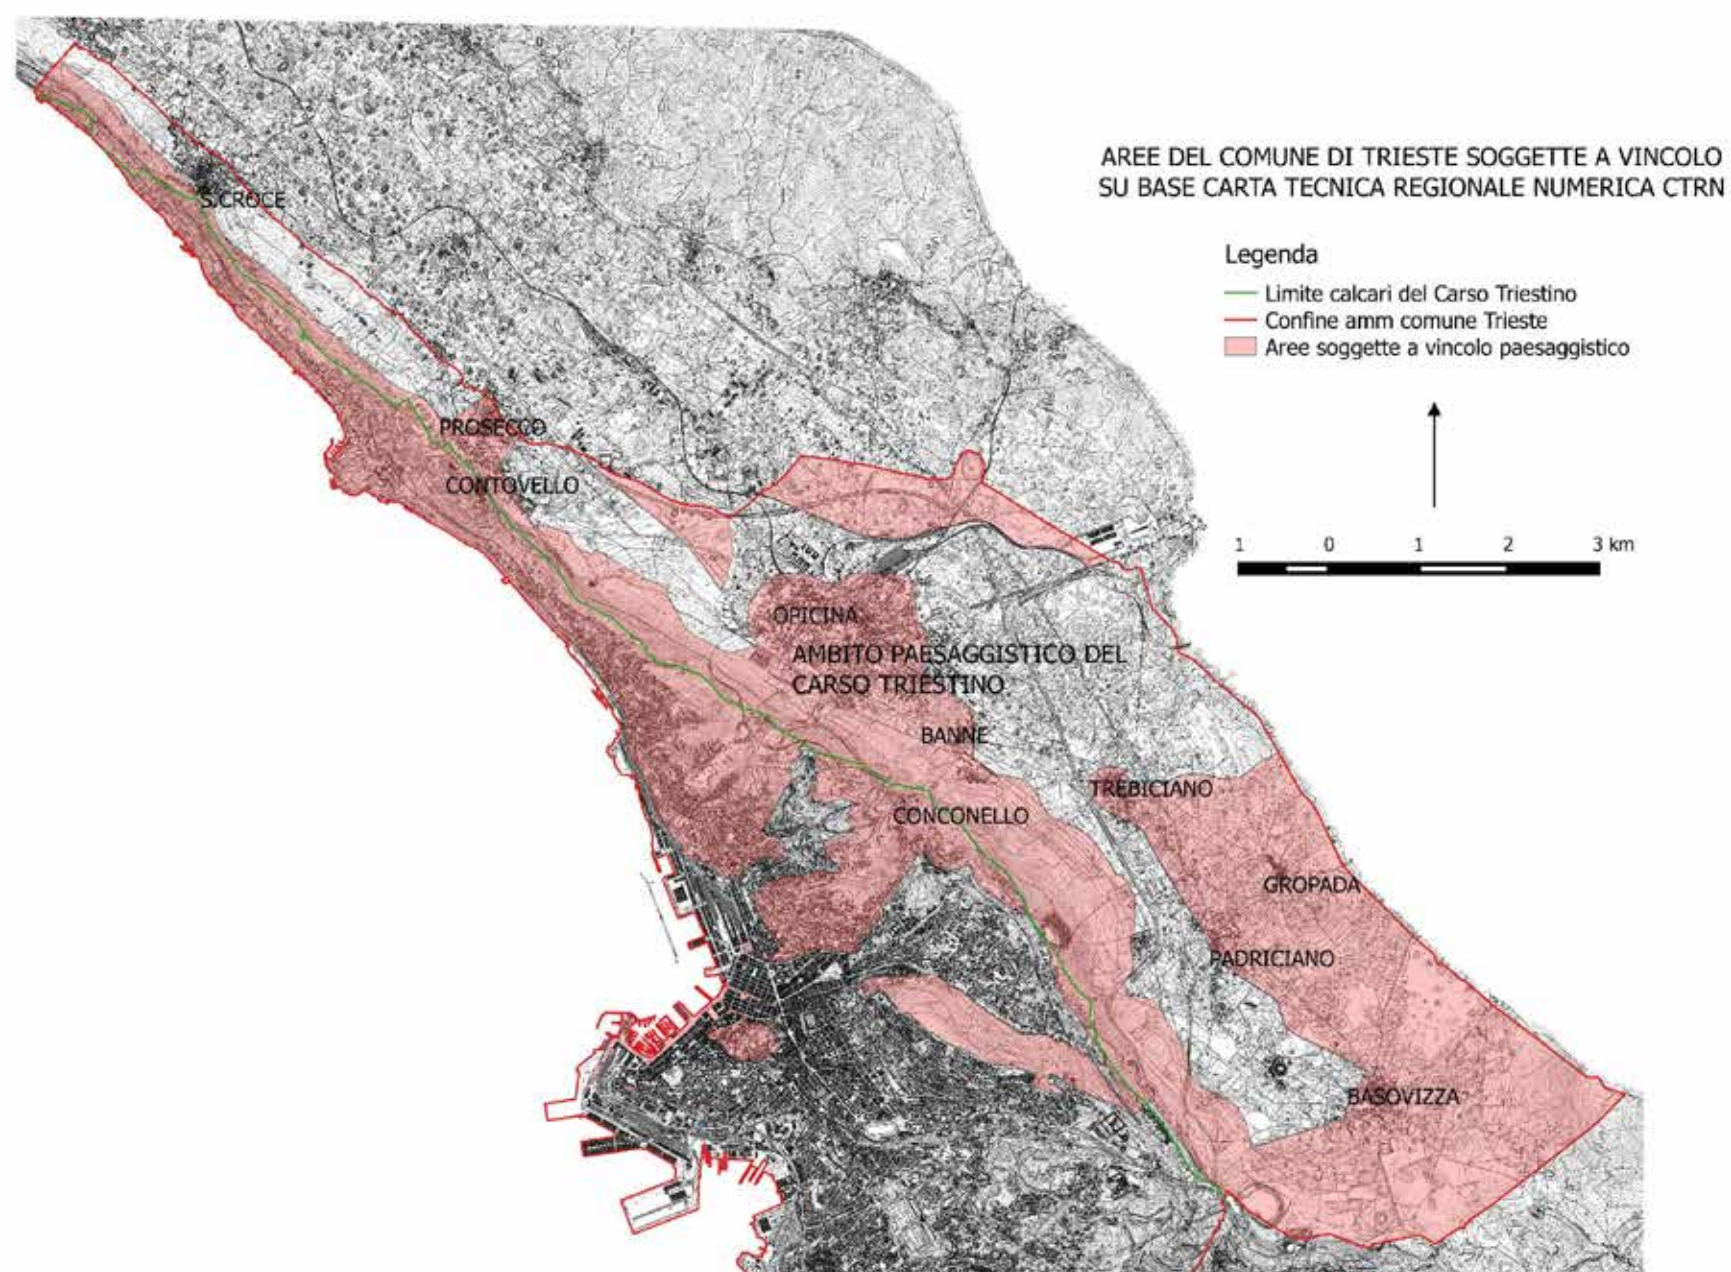 AREE DEL COMUNE DI TRIESTE SOGGETTE A VINCOLO
SU BASE CARTA TECNICA REGIONALE NUMERICA CTRN
Legenda
Limite calcari del Carso Triestino
Confine amm comune Trieste
Aree soggette a vincolo paesaggistico
1 0 1 2 3 km
S.CROCE
PROSECCO
CONTOVELLO
OPICINA
AMBITO PAESAGGISTICO DEL
CARSO TRIESTINO
BANNE
TREBICIANO
CONCONELLO
GROPADA
PADRICIANO
BASOVIZZA